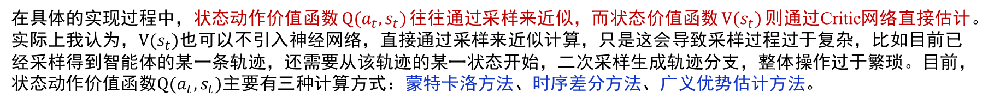 在具体的实现过程中，状态动作价值函数 Q(aₜ, sₜ) 往往通过采样来近似，而状态价值函数 V(sₜ) 则通过Critic网络直接估计。
实际上我认为，V(sₜ)也可以不引入神经网络，直接通过采样来近似计算，只是这会导致采样过程过于复杂，比如目前已
经采样得到智能体的某一条轨迹，还需要从该轨迹的某一状态开始，二次采样生成轨迹分支，整体操作过于繁琐。目前，
状态动作价值函数Q(aₜ, sₜ)主要有三种计算方式：蒙特卡洛方法、时序差分方法、广义优势估计方法。